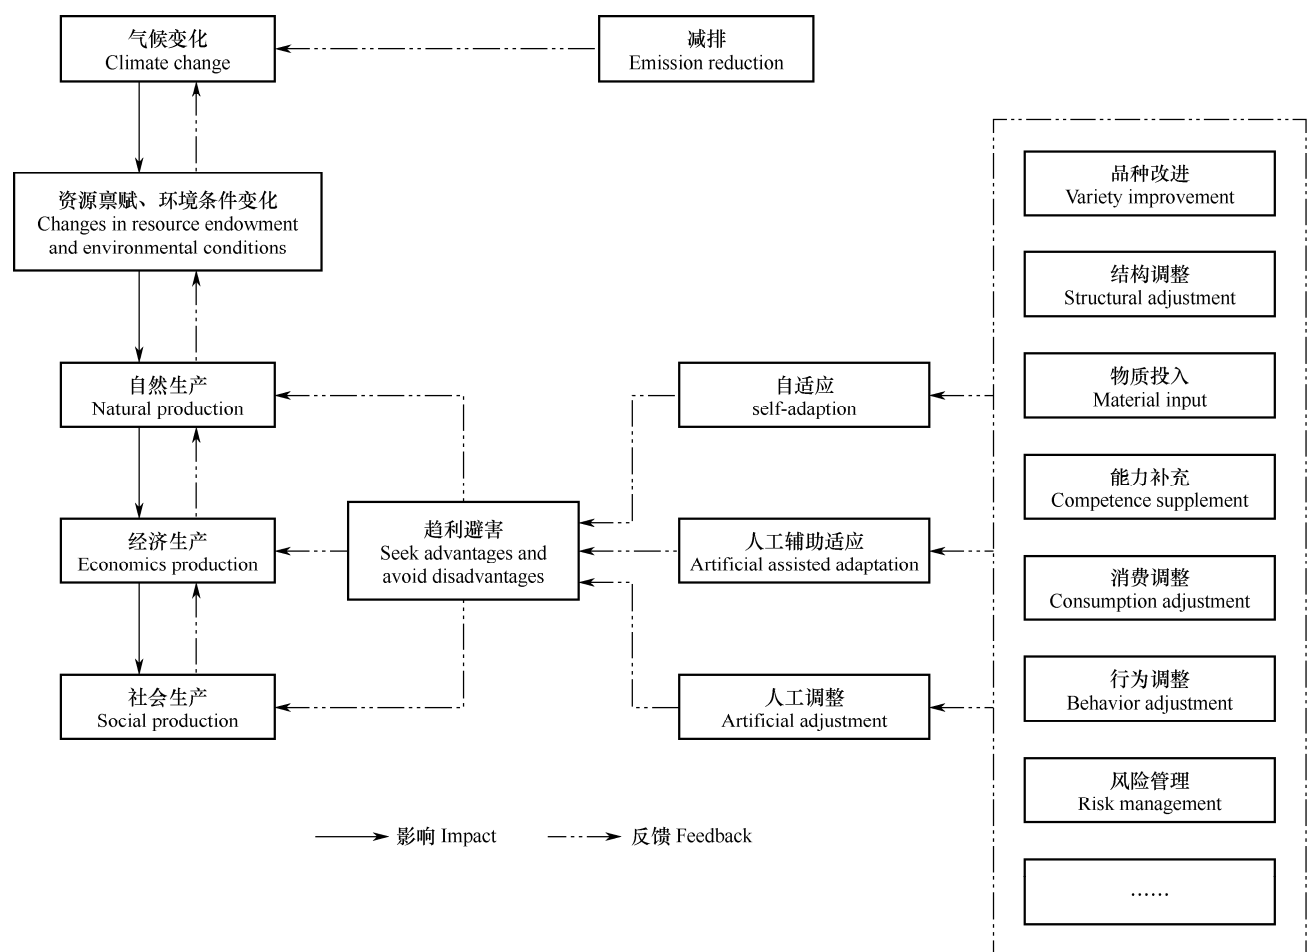 气候变化
Climate change
减排
Emission reduction
资源禀赋、环境条件变化
Changes in resource endowment
and environmental conditions
自然生产
Natural production
经济生产
Economics production
社会生产
Social production
趋利避害
Seek advantages and
avoid disadvantages
自适应
self-adaption
人工辅助适应
Artificial assisted adaptation
人工调整
Artificial adjustment
品种改进
Variety improvement
结构调整
Structural adjustment
物质投入
Material input
能力补充
Competence supplement
消费调整
Consumption adjustment
行为调整
Behavior adjustment
风险管理
Risk management
……
影响 Impact
反馈 Feedback